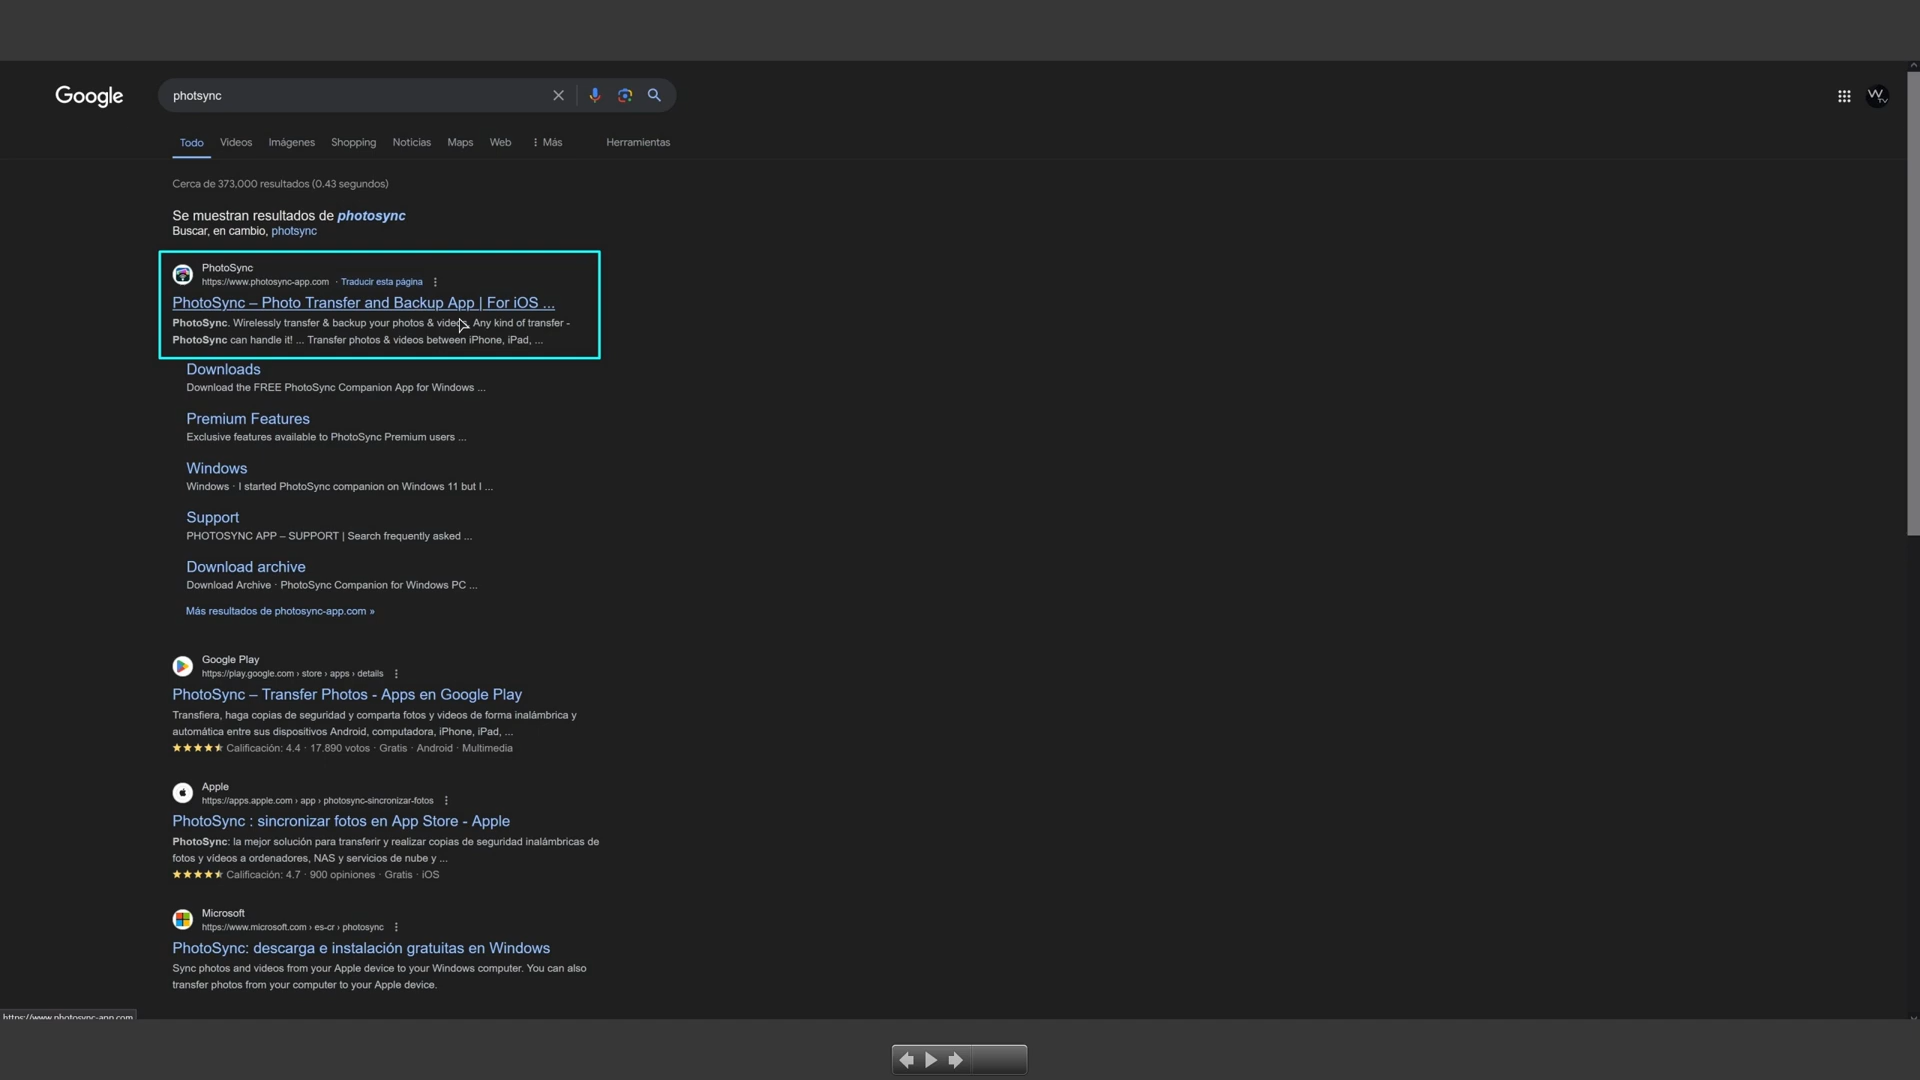 Google
photsync
Todo Videos Imágenes Shopping Noticias Maps Web Más Herramientas
Cerca de 373,000 resultados (0.43 segundos)
Se muestran resultados de photosync
Buscar, en cambio, photsync
PhotoSync
https://www.photosync-app.com · Traducir esta página
PhotoSync – Photo Transfer and Backup App | For iOS ...
PhotoSync. Wirelessly transfer & backup your photos & videos. Any kind of transfer -
PhotoSync can handle it! ... Transfer photos & videos between iPhone, iPad, ...
Downloads
Download the FREE PhotoSync Companion App for Windows ...
Premium Features
Exclusive features available to PhotoSync Premium users ...
Windows
Windows · I started PhotoSync companion on Windows 11 but I ...
Support
PHOTOSYNC APP – SUPPORT | Search frequently asked ...
Download archive
Download Archive · PhotoSync Companion for Windows PC ...
Más resultados de photosync-app.com »
Google Play
https://play.google.com › store › apps › details
PhotoSync – Transfer Photos - Apps en Google Play
Transfiera, haga copias de seguridad y comparta fotos y videos de forma inalámbrica y
automática entre sus dispositivos Android, computadora, iPhone, iPad, ...
Calificación: 4.4 · 17.890 votos · Gratis · Android · Multimedia
Apple
https://apps.apple.com › app › photosync-sincronizar-fotos
PhotoSync : sincronizar fotos en App Store - Apple
PhotoSync: la mejor solución para transferir y realizar copias de seguridad inalámbricas de
fotos y vídeos a ordenadores, NAS y servicios de nube y ...
Calificación: 4.7 · 900 opiniones · Gratis · iOS
Microsoft
https://www.microsoft.com › es-cr › photosync
PhotoSync: descarga e instalación gratuitas en Windows
Sync photos and videos from your Apple device to your Windows computer. You can also
transfer photos from your computer to your Apple device.
https://www.photosync-app.com